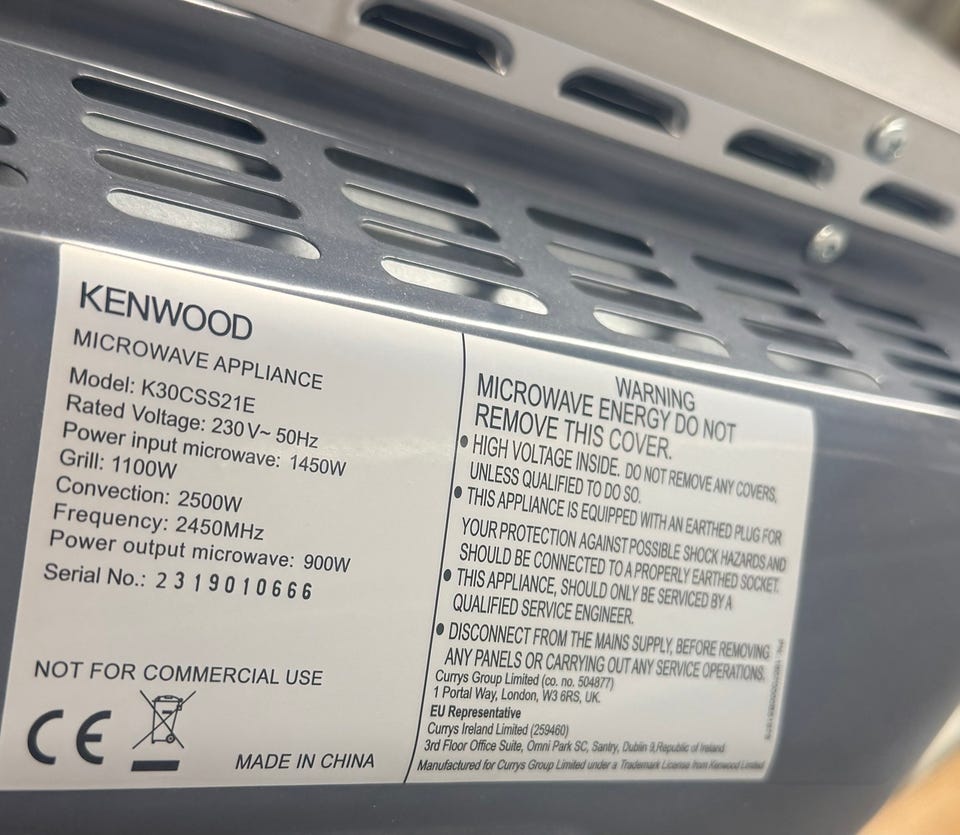 KENWOOD
MICROWAVE APPLIANCE
Model: K30CSS21E
Rated Voltage: 230V~ 50Hz
Power input microwave: 1450W
Grill: 1100W
Convection: 2500W
Frequency: 2450MHz
Power output microwave: 900W
Serial No.: 2319010666
NOT FOR COMMERCIAL USE
CE
MADE IN CHINA
WARNING
MICROWAVE ENERGY DO NOT
REMOVE THIS COVER.
• HIGH VOLTAGE INSIDE. DO NOT REMOVE ANY COVERS,
UNLESS QUALIFIED TO DO SO.
• THIS APPLIANCE IS EQUIPPED WITH AN EARTHED PLUG FOR
YOUR PROTECTION AGAINST POSSIBLE SHOCK HAZARDS AND
SHOULD BE CONNECTED TO A PROPERLY EARTHED SOCKET.
• THIS APPLIANCE, SHOULD ONLY BE SERVICED BY A
QUALIFIED SERVICE ENGINEER.
• DISCONNECT FROM THE MAINS SUPPLY, BEFORE REMOVING
ANY PANELS OR CARRYING OUT ANY SERVICE OPERATIONS.
Currys Group Limited (co. no. 504877)
1 Portal Way, London, W3 6RS, UK.
EU Representative
Currys Ireland Limited (259460)
3rd Floor Office Suite, Omni Park SC, Santry, Dublin 9, Republic of Ireland
Manufactured for Currys Group Limited under a Trademark License from Kenwood Limited